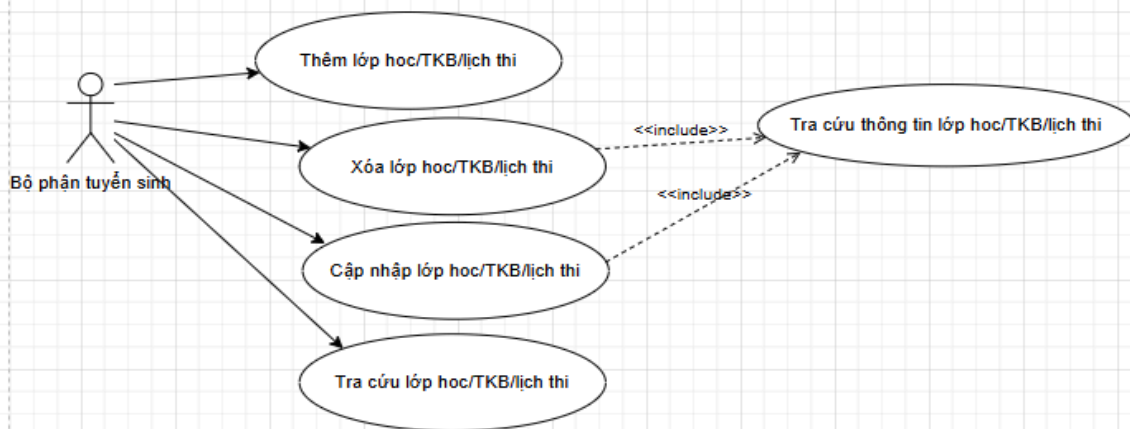 Thêm lớp hoc/TKB/lịch thi
Bộ phận tuyển sinh
Xóa lớp hoc/TKB/lịch thi
<<include>>
Tra cứu thông tin lớp hoc/TKB/lịch thi
<<include>>
Cập nhập lớp hoc/TKB/lịch thi
Tra cứu lớp hoc/TKB/lịch thi